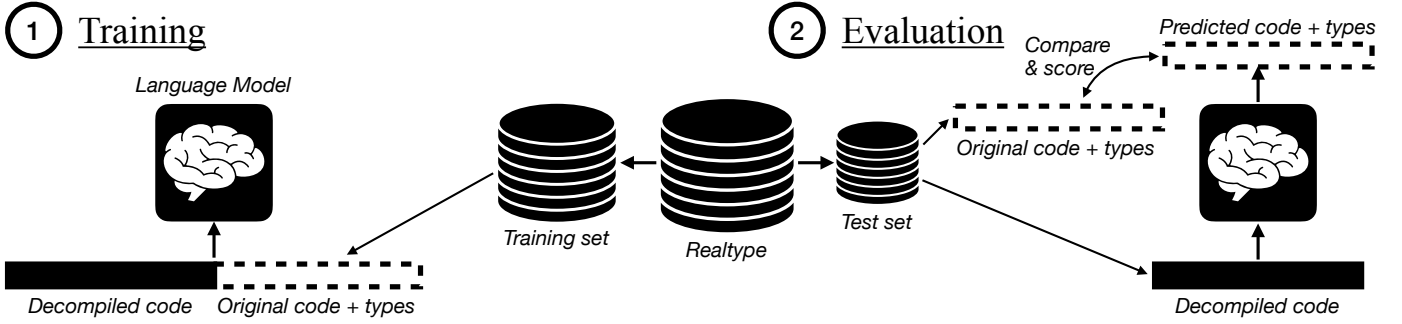 1 Training
Language Model
Training set
Realtype
Decompiled code
Original code + types
2 Evaluation
Compare
& score
Predicted code + types
Original code + types
Test set
Decompiled code